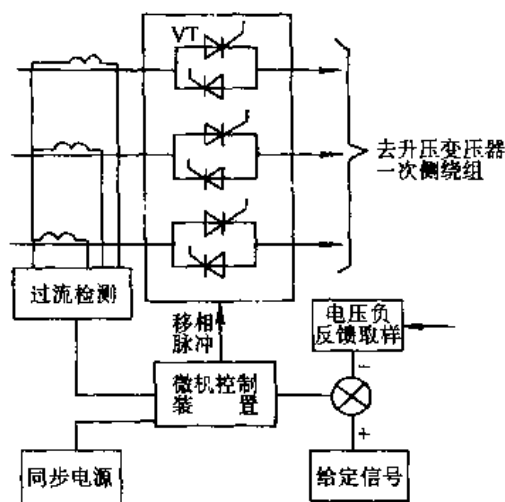 VT
去升压变压器
一次侧绕组
过流检测
移相
脉冲
电压负
反馈取样
微机控制
装 置
−
+
同步电源
给定信号